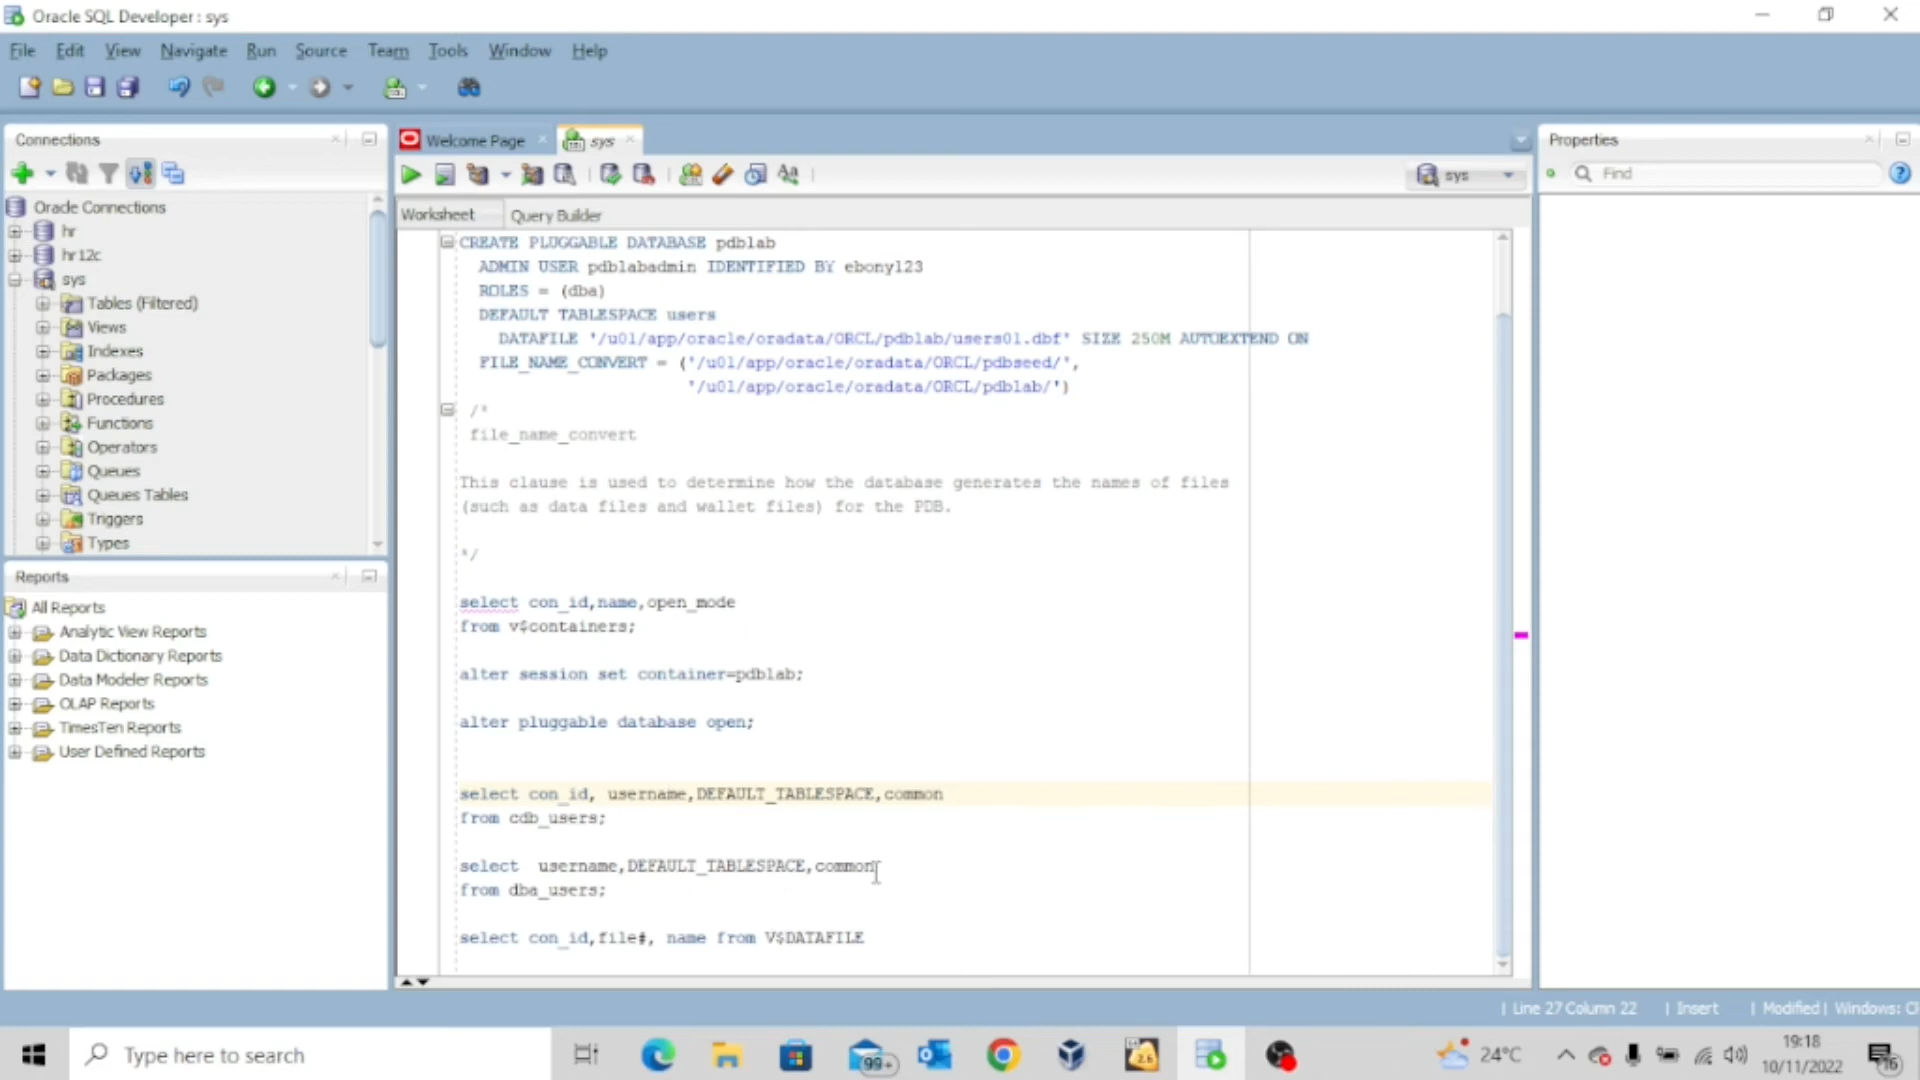 Oracle SQL Developer : sys
File Edit View Navigate Run Source Team Tools Window Help
Connections
Oracle Connections
hr
hr12c
sys
Tables (Filtered)
Views
Indexes
Packages
Procedures
Functions
Operators
Queues
Queues Tables
Triggers
Types
Reports
All Reports
Analytic View Reports
Data Dictionary Reports
Data Modeler Reports
OLAP Reports
TimesTen Reports
User Defined Reports
Welcome Page
sys
sys
Worksheet Query Builder
CREATE PLUGGABLE DATABASE pdblab
ADMIN USER pdblabadmin IDENTIFIED BY ebony123
ROLES = (dba)
DEFAULT TABLESPACE users
DATAFILE '/u01/app/oracle/oradata/ORCL/pdblab/users01.dbf' SIZE 250M AUTOEXTEND ON
FILE_NAME_CONVERT = ('/u01/app/oracle/oradata/ORCL/pdbseed/',
'/u01/app/oracle/oradata/ORCL/pdblab/')
/*
file_name_convert
This clause is used to determine how the database generates the names of files
(such as data files and wallet files) for the PDB.
*/
select con_id,name,open_mode
from v$containers;
alter session set container=pdblab;
alter pluggable database open;
select con_id, username,DEFAULT_TABLESPACE,common
from cdb_users;
select username,DEFAULT_TABLESPACE,common
from dba_users;
select con_id,file#, name from V$DATAFILE
Properties
Find
| Line 27 Column 22 | Insert | Modified | Windows: C
Type here to search
99+
2.6
24°C
19:18
10/11/2022
16